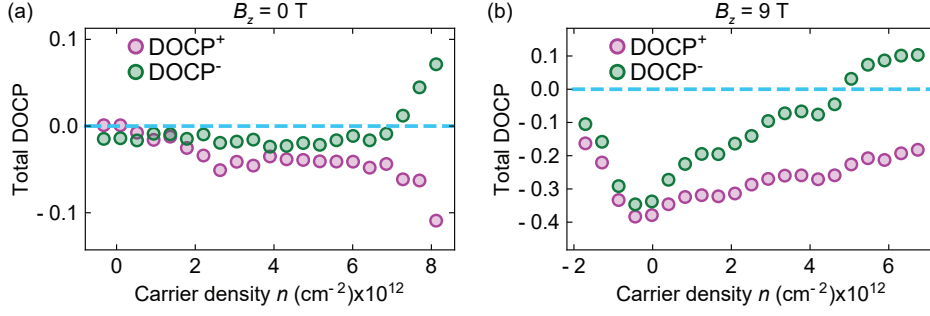 (a)
B_z = 0 T
DOCP⁺
DOCP⁻
Total DOCP
0.1
0.0
- 0.1
0
2
4
6
8
Carrier density n (cm⁻²)x10¹²
(b)
B_z = 9 T
DOCP⁺
DOCP⁻
Total DOCP
0.1
0.0
- 0.1
- 0.2
- 0.3
- 0.4
- 2
0
2
4
6
Carrier density n (cm⁻²)x10¹²